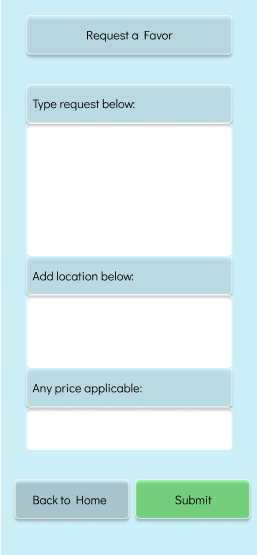 Request a Favor
Type request below:
Add location below:
Any price applicable:
Back to Home
Submit